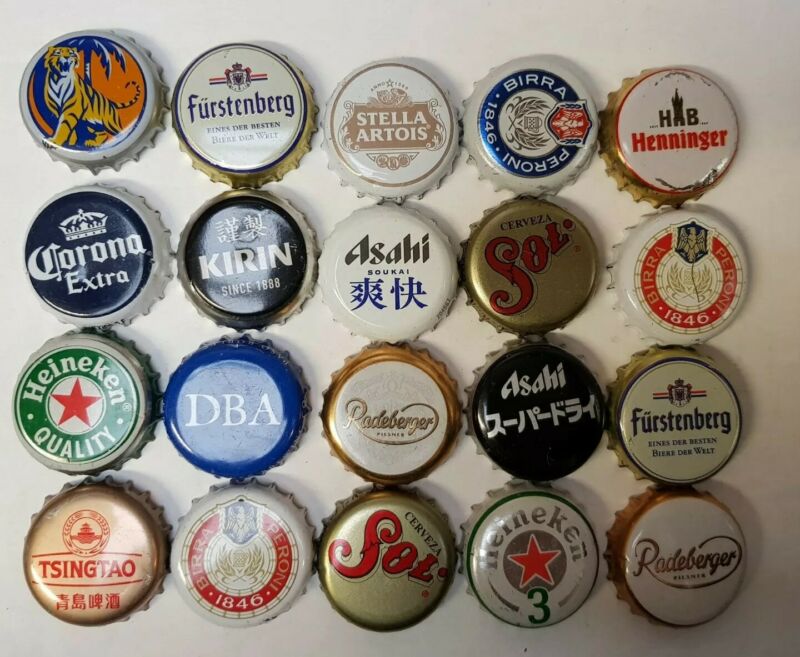 Fürstenberg
EINES DER BESTEN
BIERE DER WELT
ANNO 1366
STELLA
ARTOIS
BIRRA
PERONI
·1846·
HAB
Henninger
Corona
Extra
謹製
KIRIN
SINCE 1888
Asahi
SOUKAI
爽快
CERVEZA
Sol
BIRRA
PERONI
·1846·
Heineken
QUALITY
DBA
Radeberger
PILSNER
Asahi
スーパードライ
Fürstenberg
EINES DER BESTEN
BIERE DER WELT
TSINGTAO
青島啤酒
BIRRA
PERONI
·1846·
CERVEZA
Sol
Heineken
3
Radeberger
PILSNER